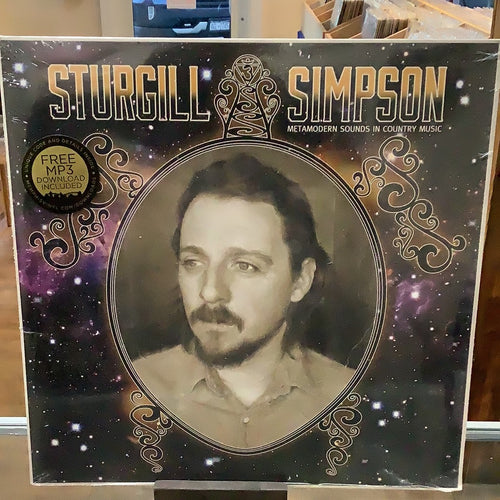 STURGILL SIMPSON
METAMODERN SOUNDS IN COUNTRY MUSIC
FREE
MP3
DOWNLOAD
INCLUDED